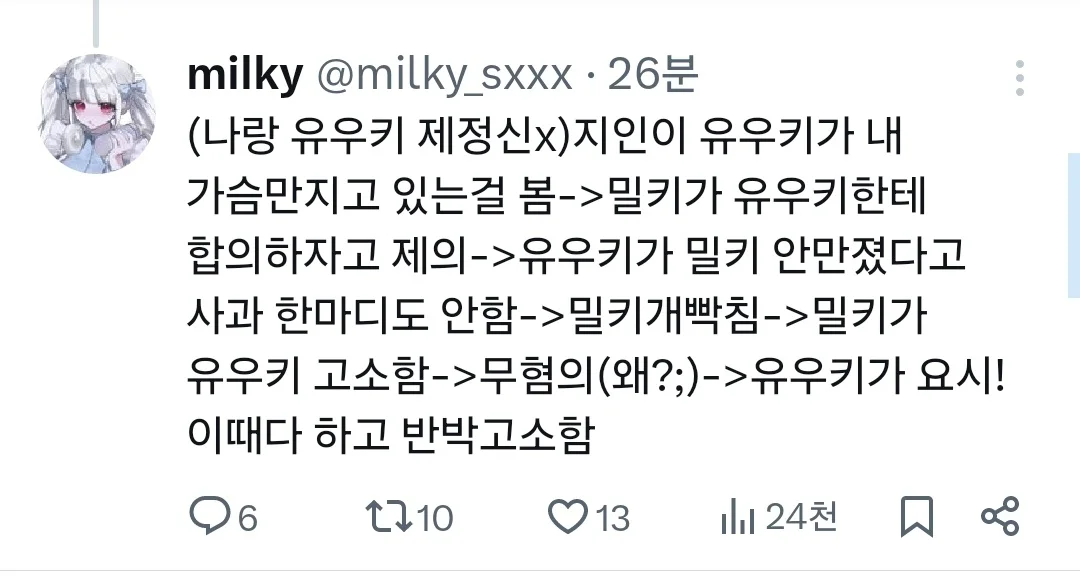 milky @milky_sxxx · 26분
(나랑 유우키 제정신x)지인이 유우키가 내
가슴만지고 있는걸 봄->밀키가 유우키한테
합의하자고 제의->유우키가 밀키 안만졌다고
사과 한마디도 안함->밀키개빡침->밀키가
유우키 고소함->무혐의(왜?;)->유우키가 요시!
이때다 하고 반박고소함
6 10 13 24천